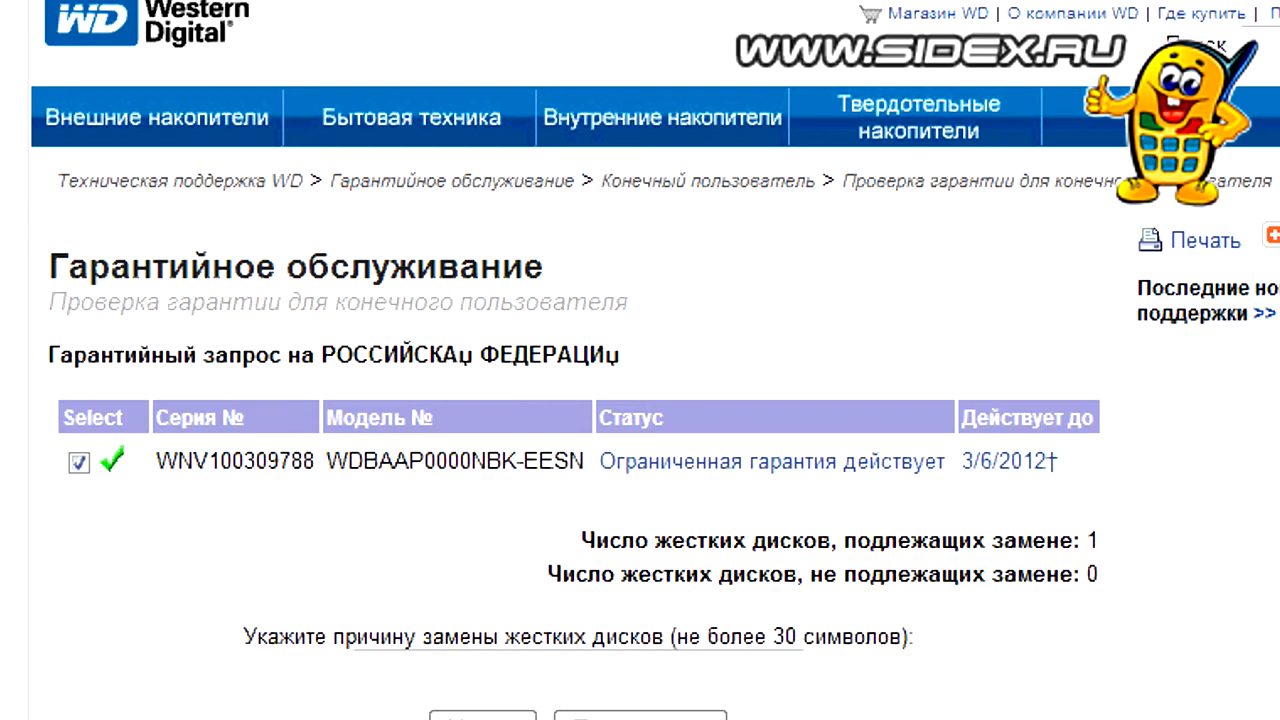 WD Western Digital®
Магазин WD | О компании WD | Где купить |
WWW.SIDEX.RU
Внешние накопители
Бытовая техника
Внутренние накопители
Твердотельные
накопители
Техническая поддержка WD > Гарантийное обслуживание > Конечный пользователь > Проверка гарантии для
Печать
Гарантийное обслуживание
Проверка гарантии для конечного пользователя
Последние
поддержки >>
Гарантийный запрос на РОССИЙСКАџ ФЕДЕРАЦИџ
Select Серия № Модель № Статус Действует до
WNV100309788 WDBAAP0000NBK-EESN Ограниченная гарантия действует 3/6/2012†
Число жестких дисков, подлежащих замене: 1
Число жестких дисков, не подлежащих замене: 0
Укажите причину замены жестких дисков (не более 30 символов):